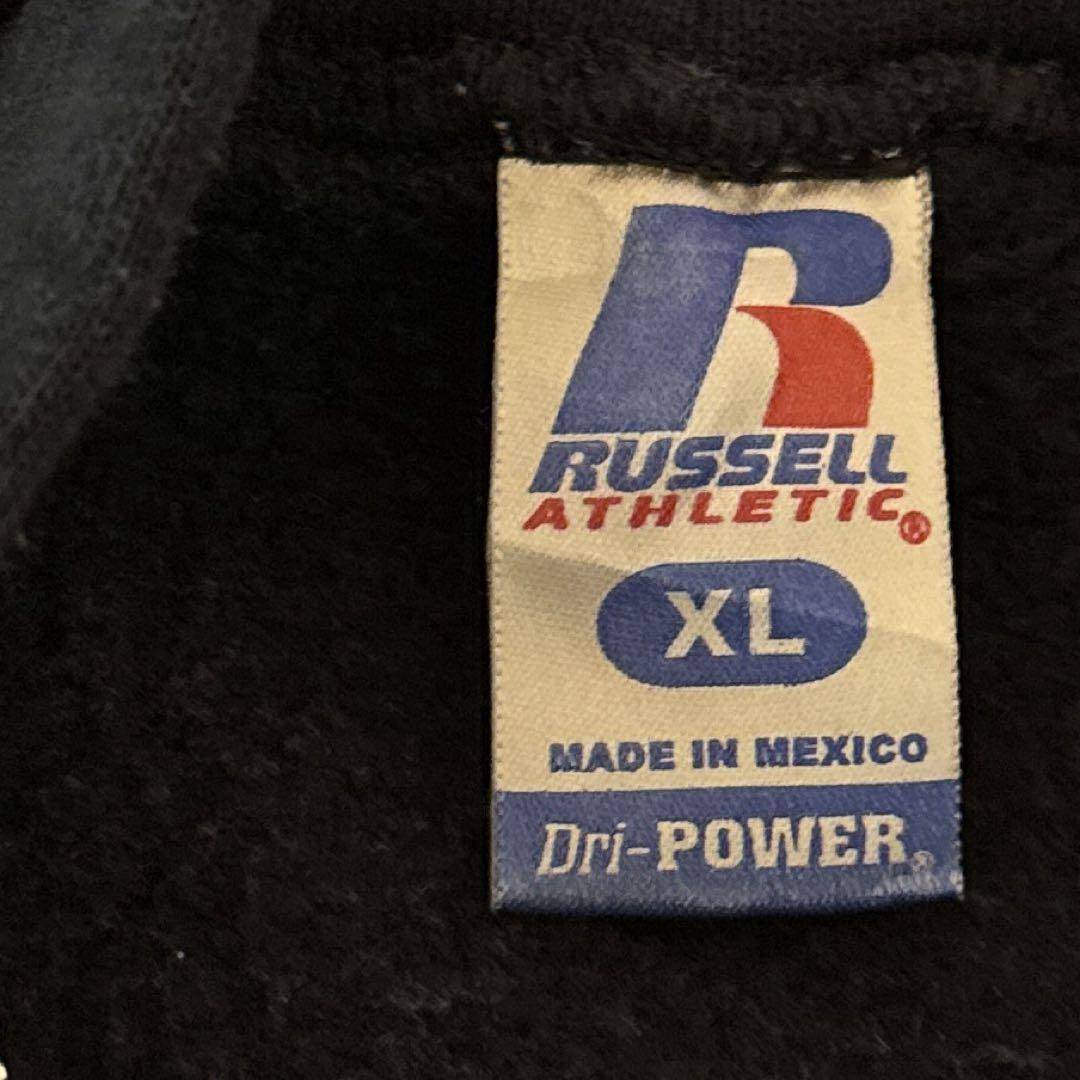 R
RUSSELL
ATHLETIC®
XL
MADE IN MEXICO
Dri-POWER®